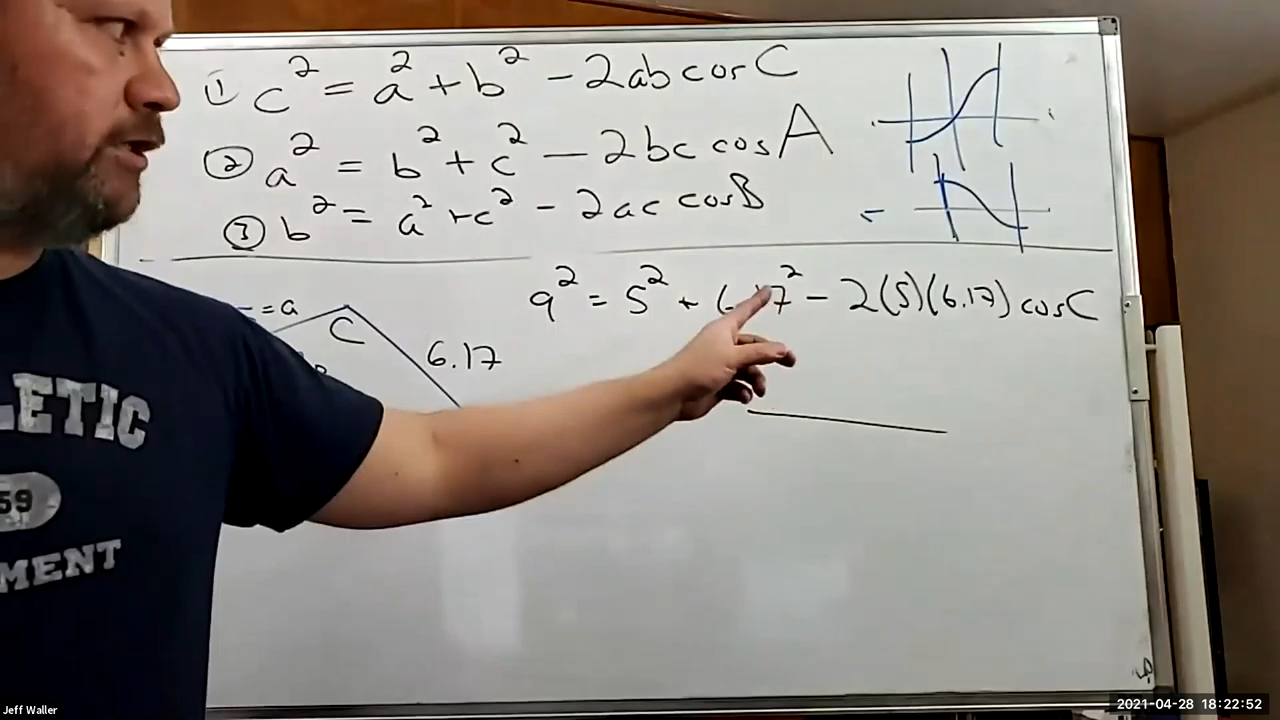 ① c² = a² + b² - 2ab cos C
② a² = b² + c² - 2bc cos A
③ b² = a² + c² - 2ac cos B
9² = 5² + 6.17² - 2(5)(6.17) cos C
= a
C
6.17
LETIC
59
MENT
Jeff Waller
2021-04-28 18:22:52